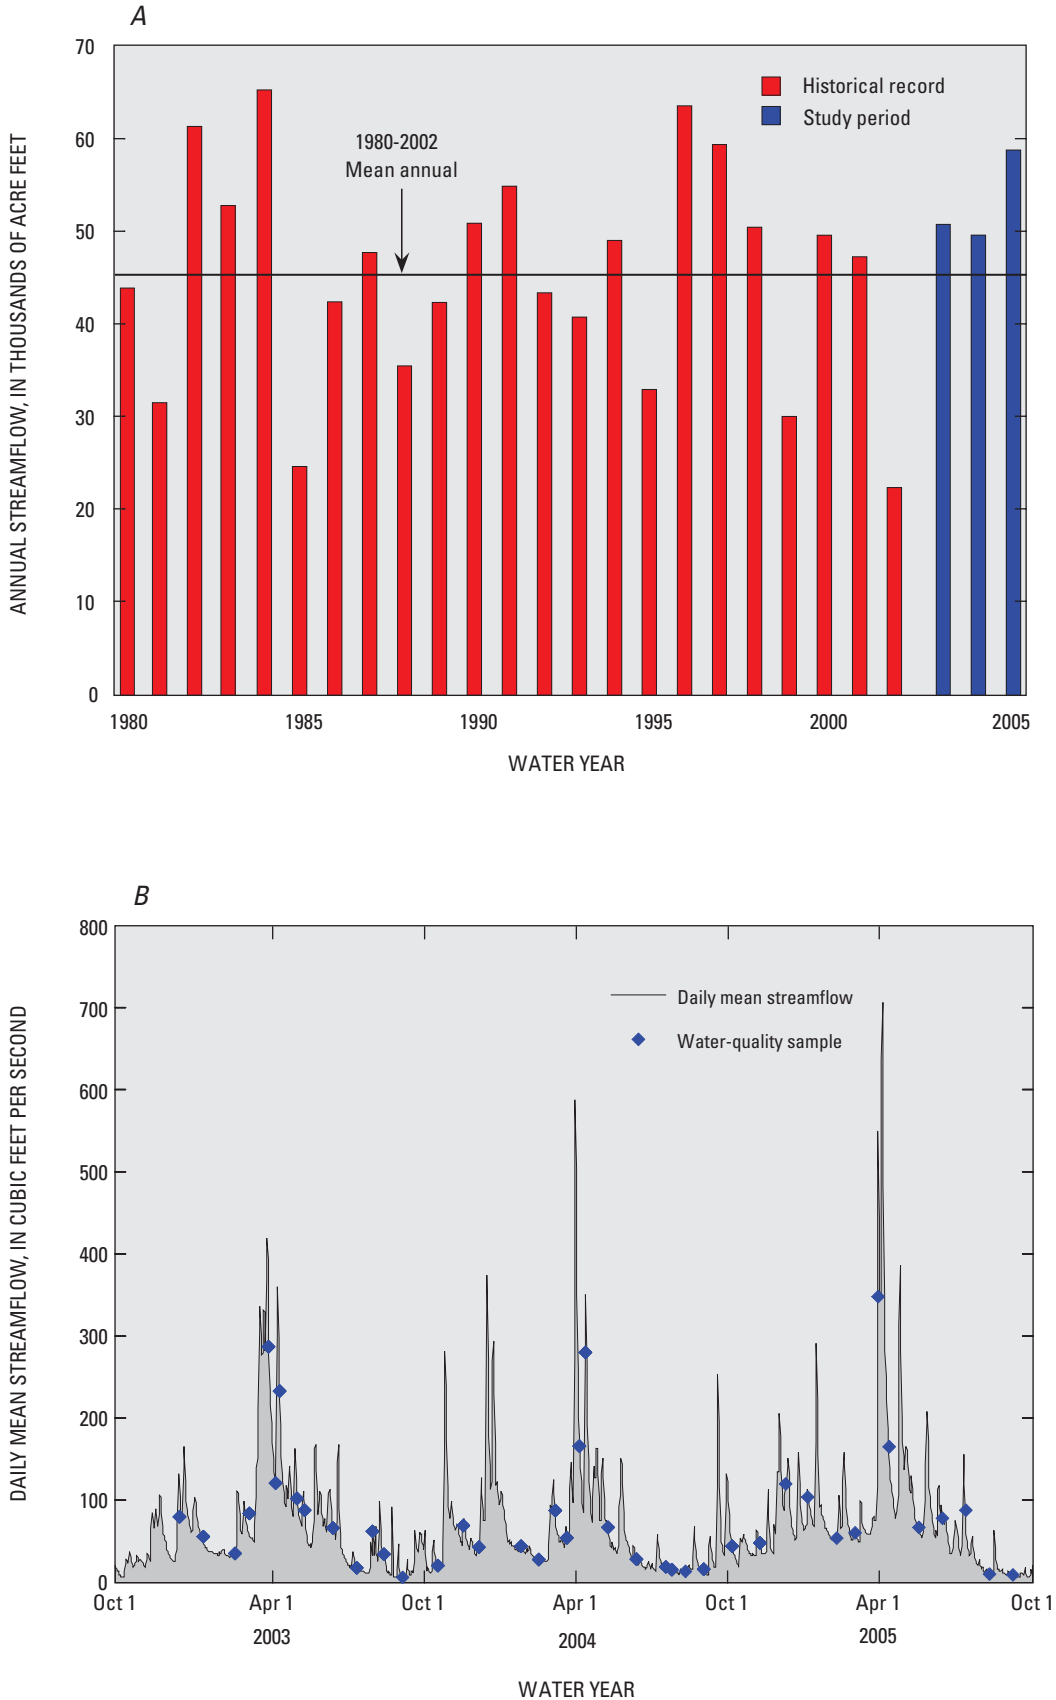 A
70
60
50
40
30
20
10
0
ANNUAL STREAMFLOW, IN THOUSANDS OF ACRE FEET
Historical record
Study period
1980-2002
Mean annual
1980 1985 1990 1995 2000 2005
WATER YEAR
B
800
700
600
500
400
300
200
100
0
DAILY MEAN STREAMFLOW, IN CUBIC FEET PER SECOND
Daily mean streamflow
Water-quality sample
Oct 1 Apr 1 Oct 1 Apr 1 Oct 1 Apr 1 Oct 1
2003 2004 2005
WATER YEAR